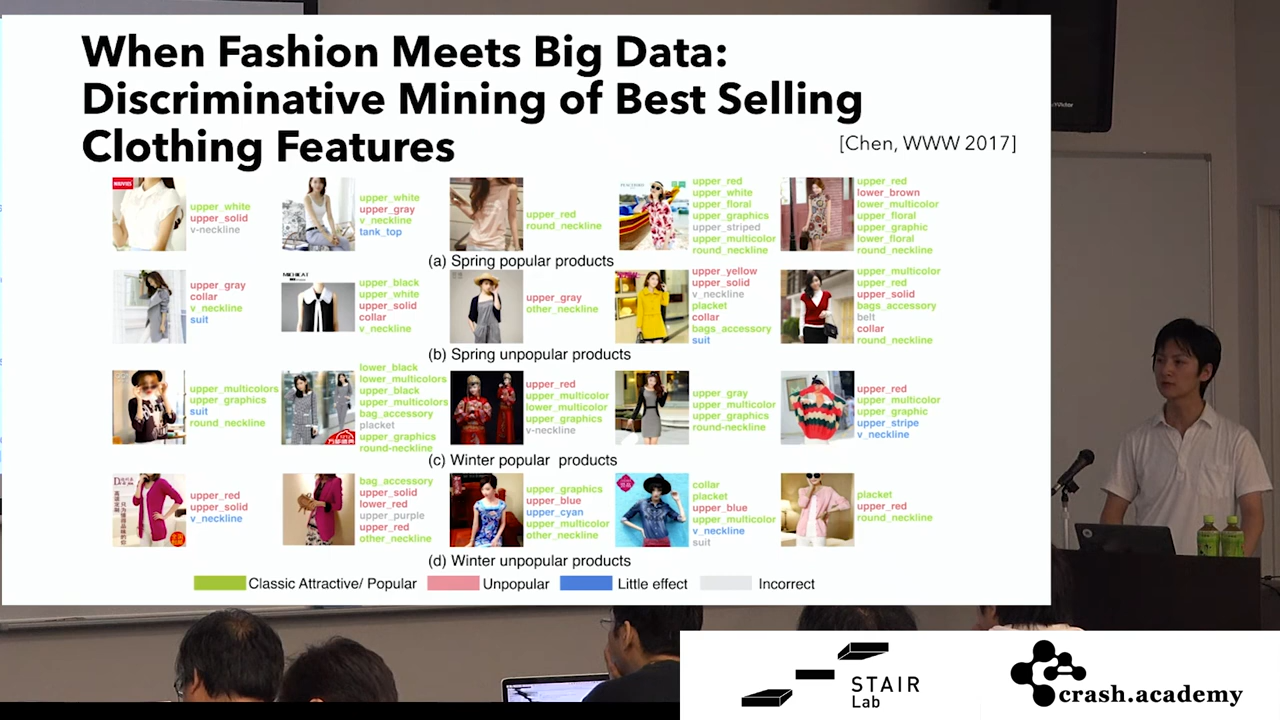 When Fashion Meets Big Data:
Discriminative Mining of Best Selling
Clothing Features
[Chen, WWW 2017]
upper_white
upper_solid
v-neckline
upper_white
upper_gray
v_neckline
tank_top
upper_red
round_neckline
upper_red
upper_white
upper_floral
upper_graphics
upper_striped
upper_multicolor
round_neckline
upper_red
lower_brown
lower_multicolor
upper_floral
upper_graphic
lower_floral
round_neckline
(a) Spring popular products
upper_gray
collar
v_neckline
suit
upper_black
upper_white
upper_solid
collar
v_neckline
upper_gray
other_neckline
upper_yellow
upper_solid
v_neckline
placket
collar
bags_accessory
suit
upper_multicolor
upper_red
upper_solid
bags_accessory
belt
collar
round_neckline
(b) Spring unpopular products
upper_multicolors
upper_graphics
suit
round_neckline
lower_black
lower_multicolors
upper_black
upper_multicolors
bag_accessory
placket
upper_graphics
round-neckline
upper_red
upper_multicolor
lower_multicolor
upper_graphics
v-neckline
upper_gray
upper_multicolor
upper_graphics
round-neckline
upper_red
upper_multicolor
upper_graphic
upper_stripe
v_neckline
(c) Winter popular products
upper_red
upper_solid
v_neckline
bag_accessory
upper_solid
lower_red
upper_purple
upper_red
other_neckline
upper_graphics
upper_blue
upper_cyan
upper_multicolor
other_neckline
collar
placket
upper_blue
upper_multicolor
v_neckline
suit
placket
upper_red
round_neckline
(d) Winter unpopular products
Classic Attractive/ Popular
Unpopular
Little effect
Incorrect
STAIR
Lab
crash.academy